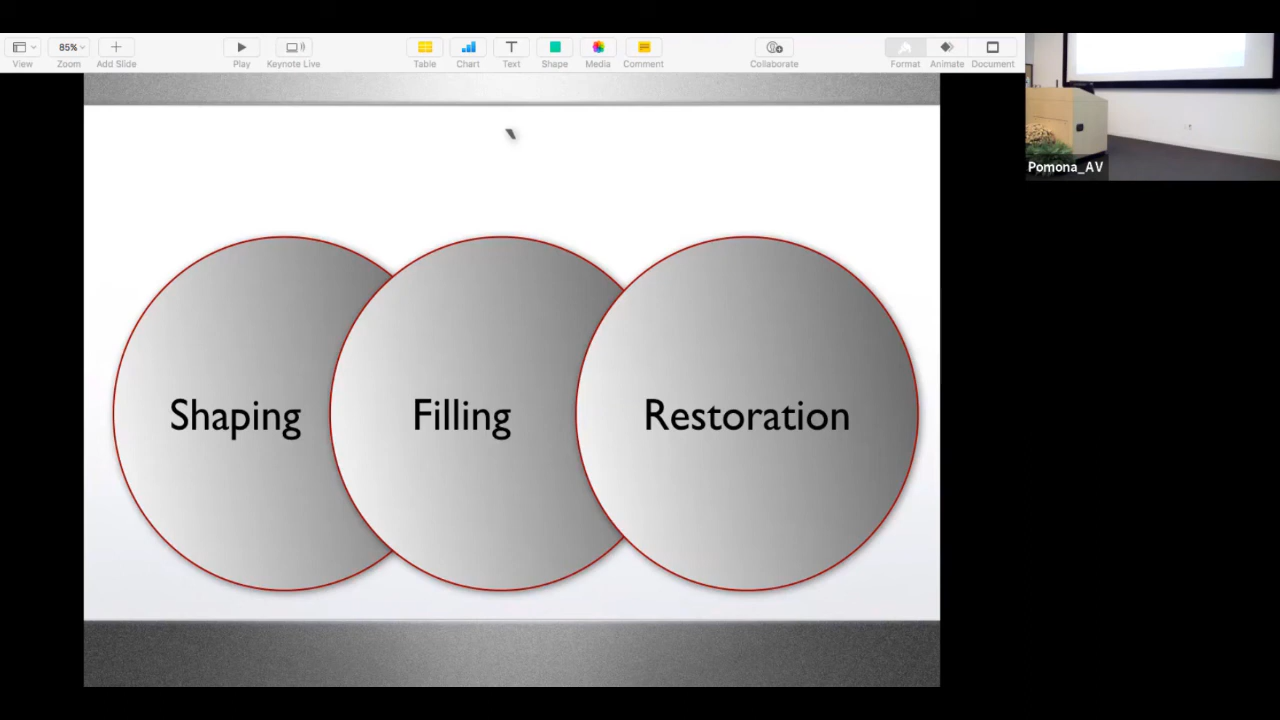 View
85%
Zoom
Add Slide
Play
Keynote Live
Table
Chart
Text
Shape
Media
Comment
Collaborate
Format
Animate
Document
Pomona_AV
`
Shaping
Filling
Restoration